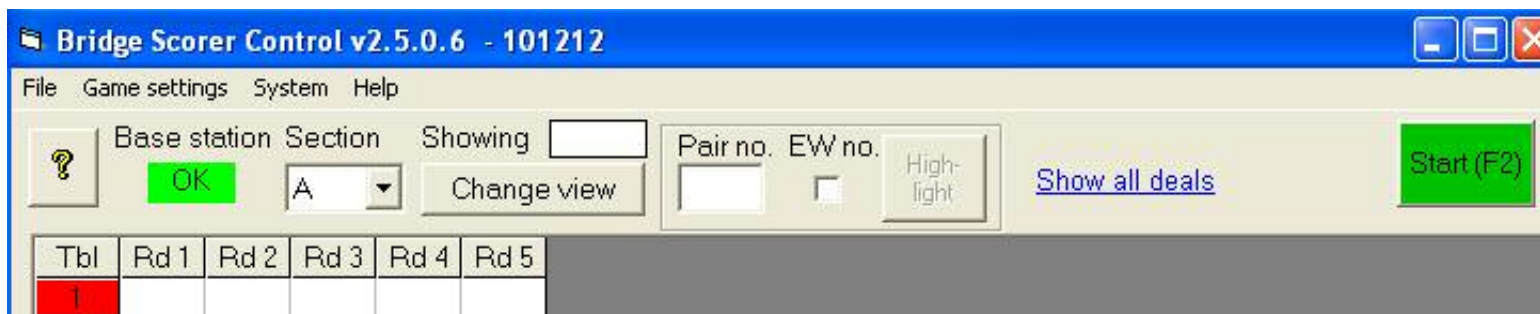 Bridge Scorer Control v2.5.0.6 - 101212
File Game settings System Help
? Base station Section Showing Pair no. EW no. High-light Show all deals Start (F2)
OK A Change view
Tbl Rd 1 Rd 2 Rd 3 Rd 4 Rd 5
1